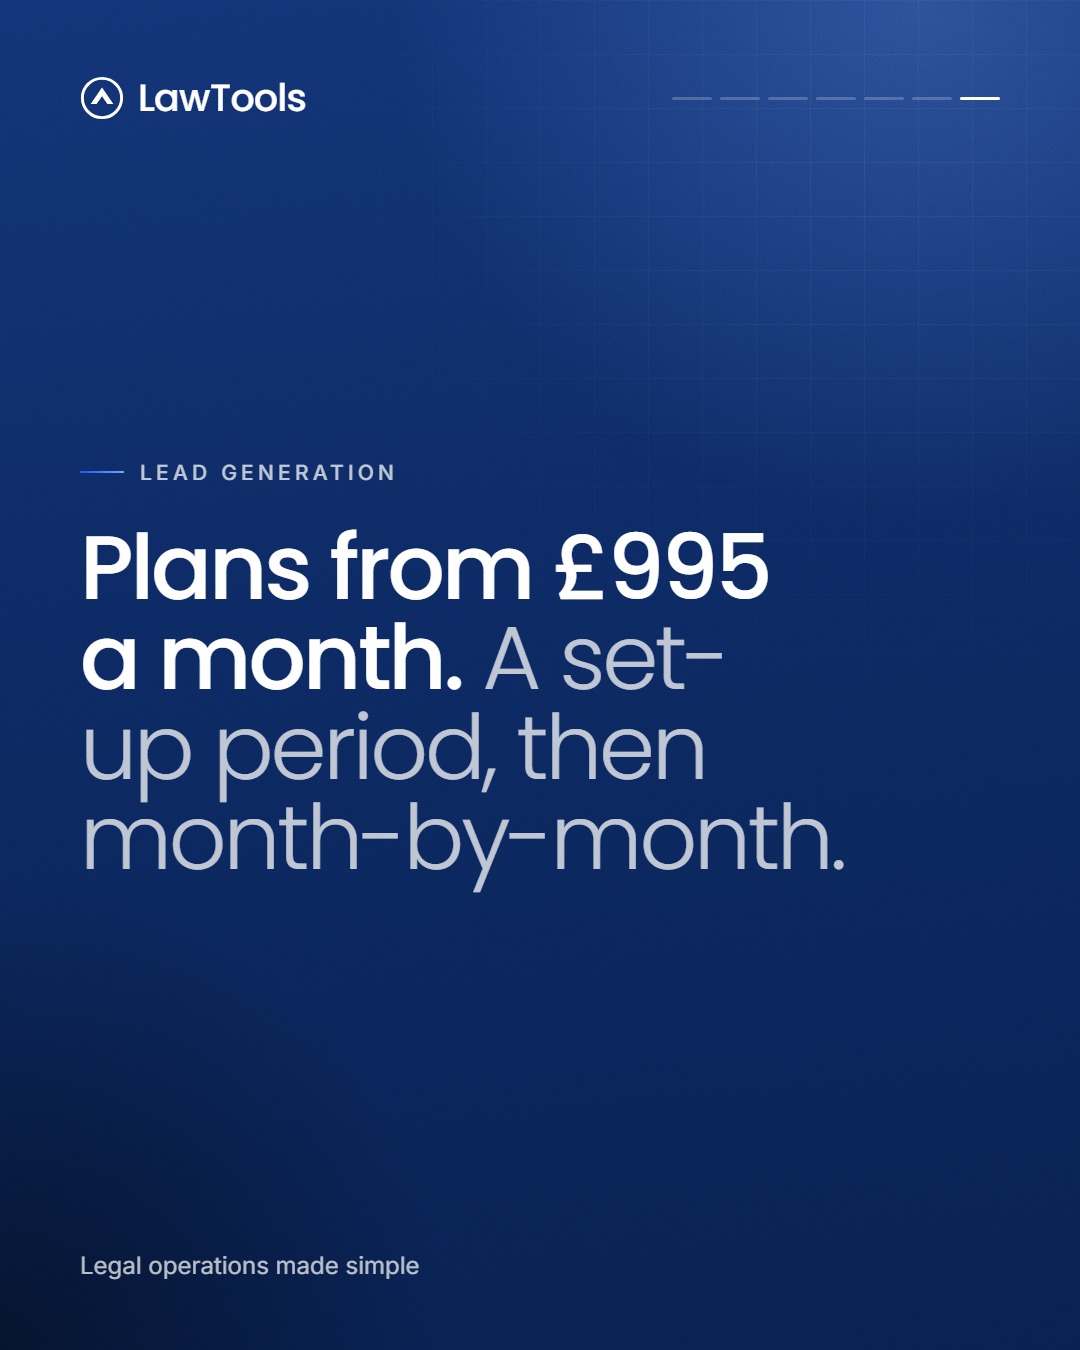 LawTools
LEAD GENERATION
Plans from £995
a month. A set-
up period, then
month-by-month.
Legal operations made simple